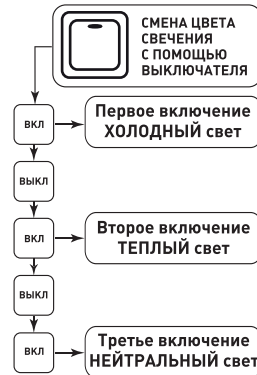 СМЕНА ЦВЕТА
СВЕЧЕНИЯ
С ПОМОЩЬЮ
ВЫКЛЮЧАТЕЛЯ
ВКЛ
Первое включение
ХОЛОДНЫЙ свет
ВЫКЛ
ВКЛ
Второе включение
ТЕПЛЫЙ свет
ВЫКЛ
ВКЛ
Третье включение
НЕЙТРАЛЬНЫЙ свет